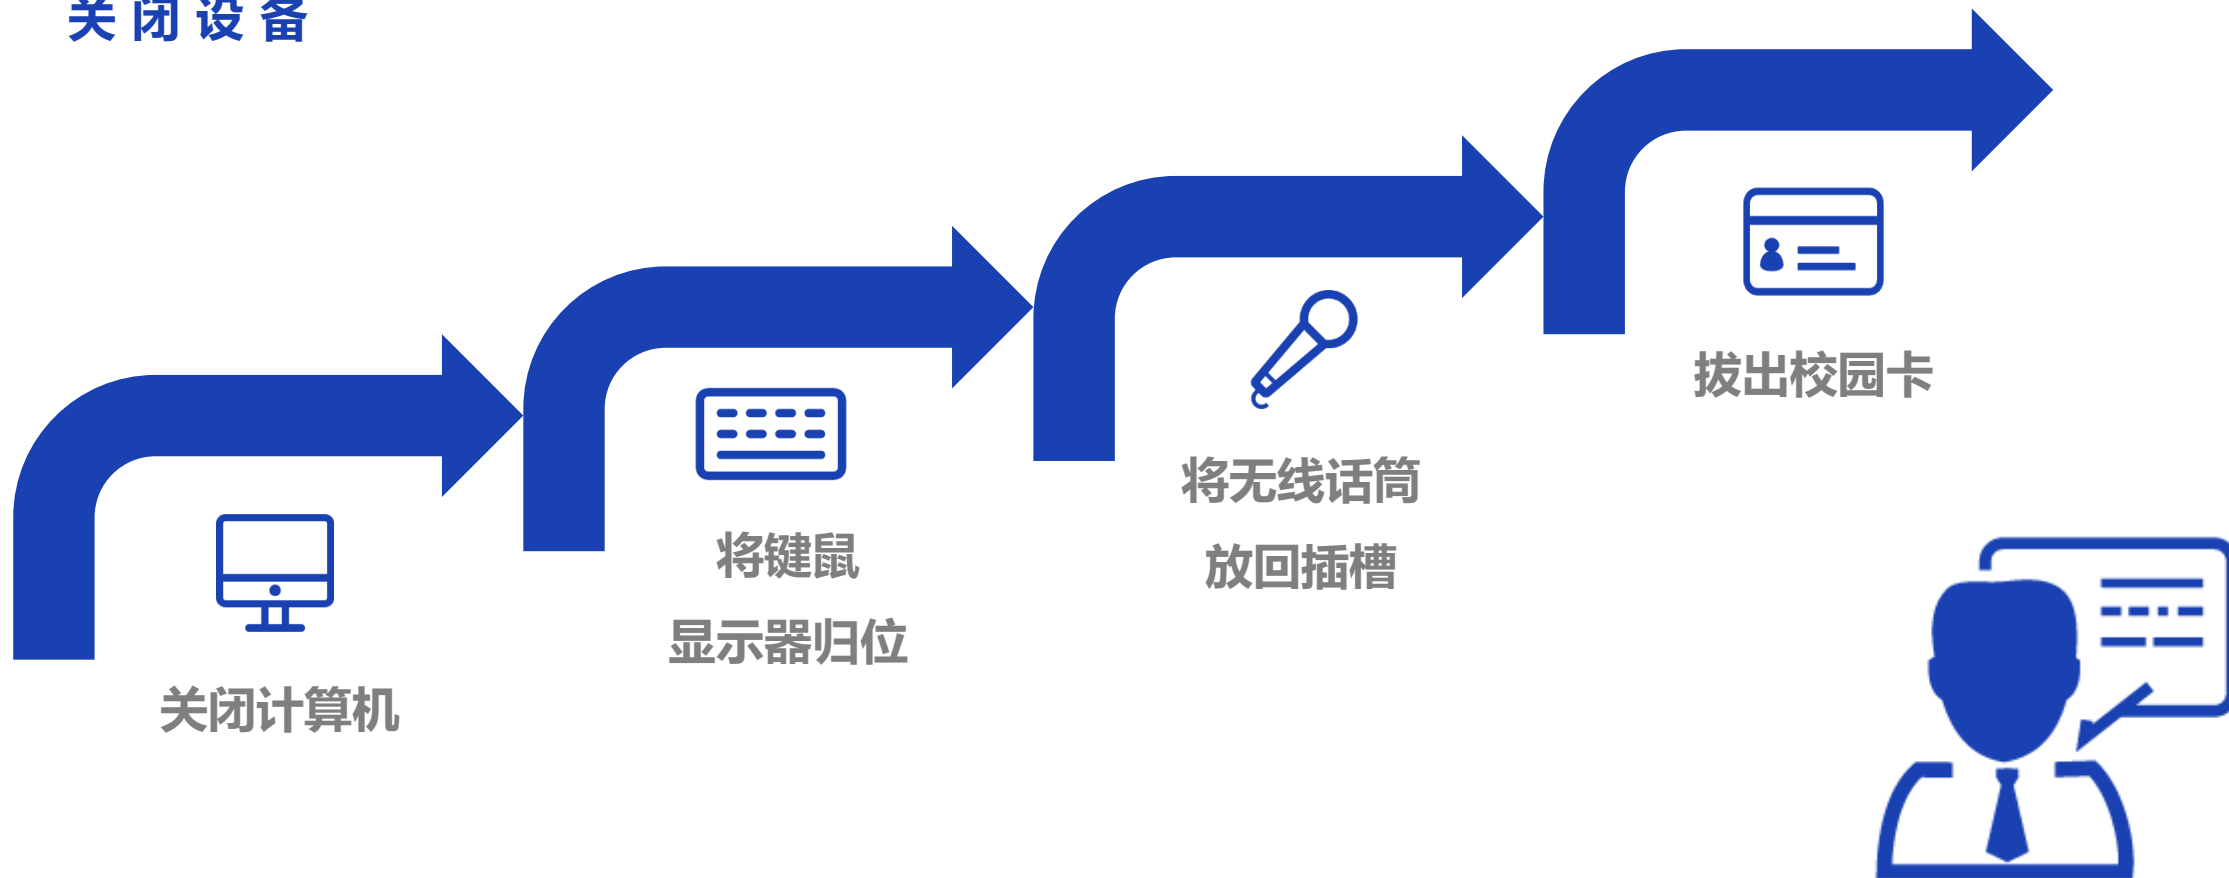 关闭设备
关闭计算机
将键鼠
显示器归位
将无线话筒
放回插槽
拔出校园卡